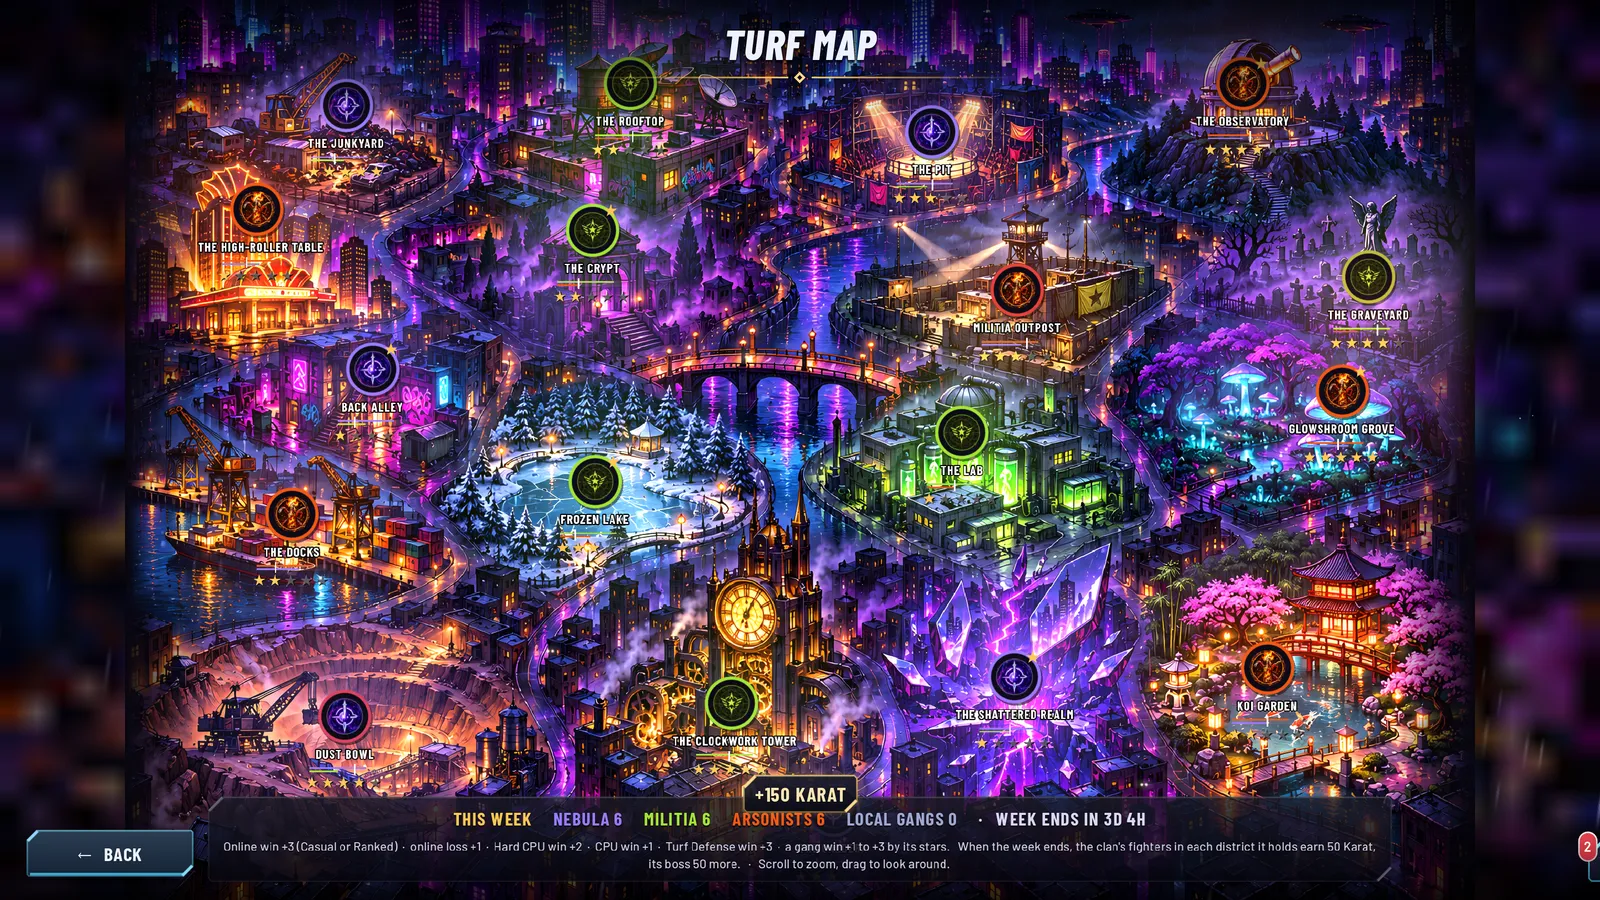 TURF MAP
THE JUNKYARD
THE ROOFTOP
THE PIT
THE OBSERVATORY
THE HIGH-ROLLER TABLE
THE CRYPT
MILITIA OUTPOST
THE GRAVEYARD
BACK ALLEY
THE LAB
GLOWSHROOM GROVE
FROZEN LAKE
THE DOCKS
KOI GARDEN
THE SHATTERED REALM
THE CLOCKWORK TOWER
DUST BOWL
+150 KARAT
THIS WEEK NEBULA 6 MILITIA 6 ARSONISTS 6 LOCAL GANGS 0 · WEEK ENDS IN 3D 4H
Online win +3 (Casual or Ranked) · online loss +1 · Hard CPU win +2 · CPU win +1 · Turf Defense win +3 · a gang win +1 to +3 by its stars. When the week ends, the clan's fighters in each district it holds earn 50 Karat,
its boss 50 more. · Scroll to zoom, drag to look around.
← BACK
2